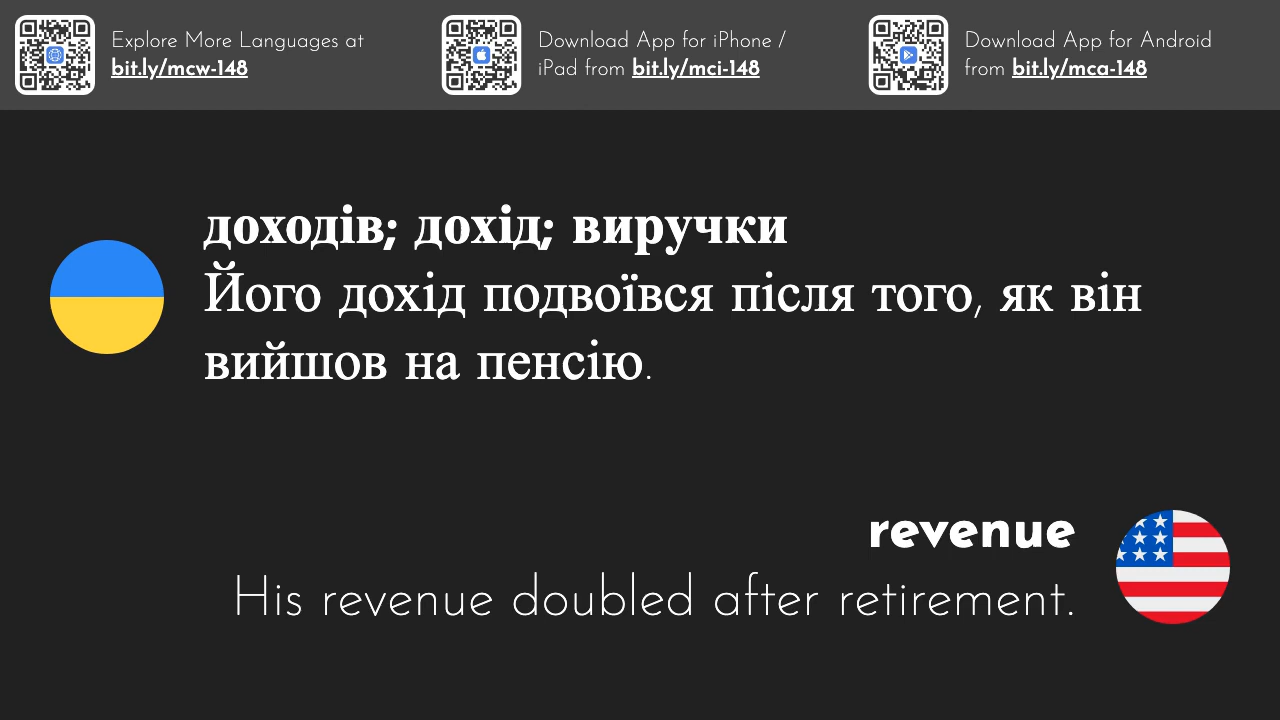 Explore More Languages at
bit.ly/mcw-148
Download App for iPhone /
iPad from bit.ly/mci-148
Download App for Android
from bit.ly/mca-148
доходів; дохід; виручки
Його дохід подвоївся після того, як він
вийшов на пенсію.
revenue
His revenue doubled after retirement.